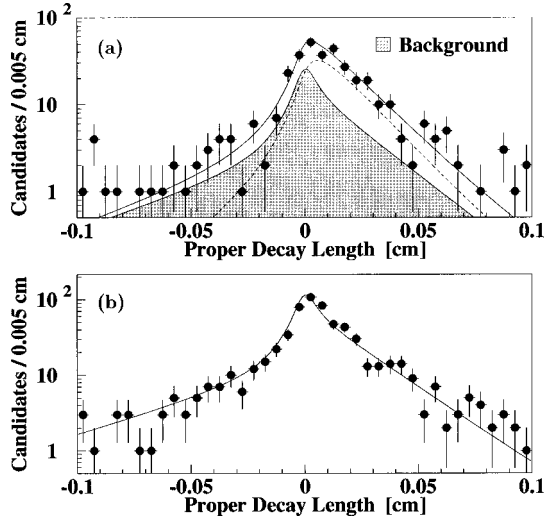 Candidates / 0.005 cm
10²
10
1
(a)
Background
-0.1
-0.05
0
0.05
0.1
Proper Decay Length [cm]
Candidates / 0.005 cm
10²
10
1
(b)
-0.1
-0.05
0
0.05
0.1
Proper Decay Length [cm]